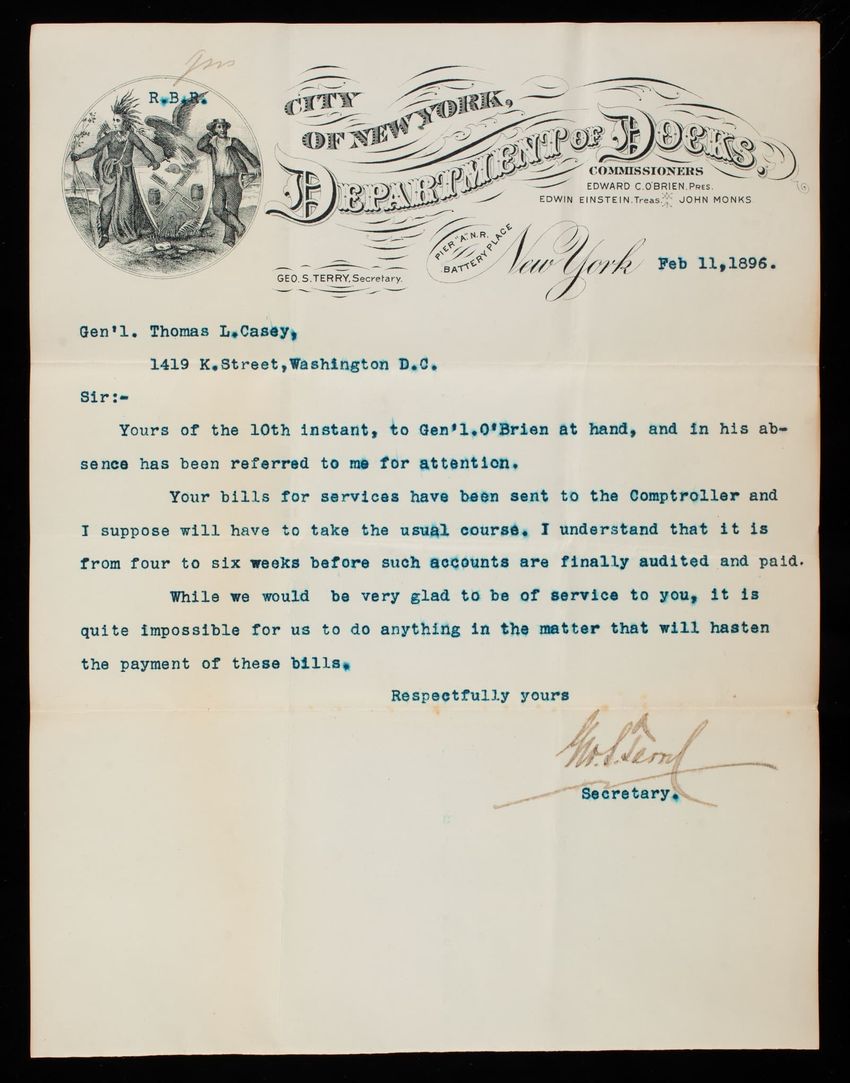 R.B.R.
CITY
OF NEW YORK,
DEPARTMENT OF DOCKS.
COMMISSIONERS
EDWARD C. O'BRIEN, Pres.
EDWIN EINSTEIN, Treas. JOHN MONKS
PIER "A" N.R.
BATTERY PLACE
New York Feb 11,1896.
GEO. S. TERRY, Secretary.
Gen'l. Thomas L.Casey,
1419 K.Street,Washington D.C.
Sir:-
Yours of the 10th instant, to Gen'l.O'Brien at hand, and in his ab-
sence has been referred to me for attention.
Your bills for services have been sent to the Comptroller and
I suppose will have to take the usual course. I understand that it is
from four to six weeks before such accounts are finally audited and paid.
While we would be very glad to be of service to you, it is
quite impossible for us to do anything in the matter that will hasten
the payment of these bills.
Respectfully yours
Geo. S. Terry
Secretary.